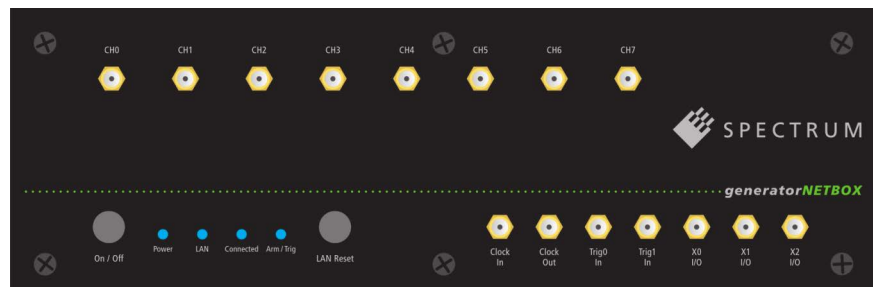 CH0 CH1 CH2 CH3 CH4 CH5 CH6 CH7
SPECTRUM
generatorNETBOX
On / Off
Power LAN Connected Arm / Trig
LAN Reset
Clock In
Clock Out
Trig0 In
Trig1 In
X0 I/O
X1 I/O
X2 I/O